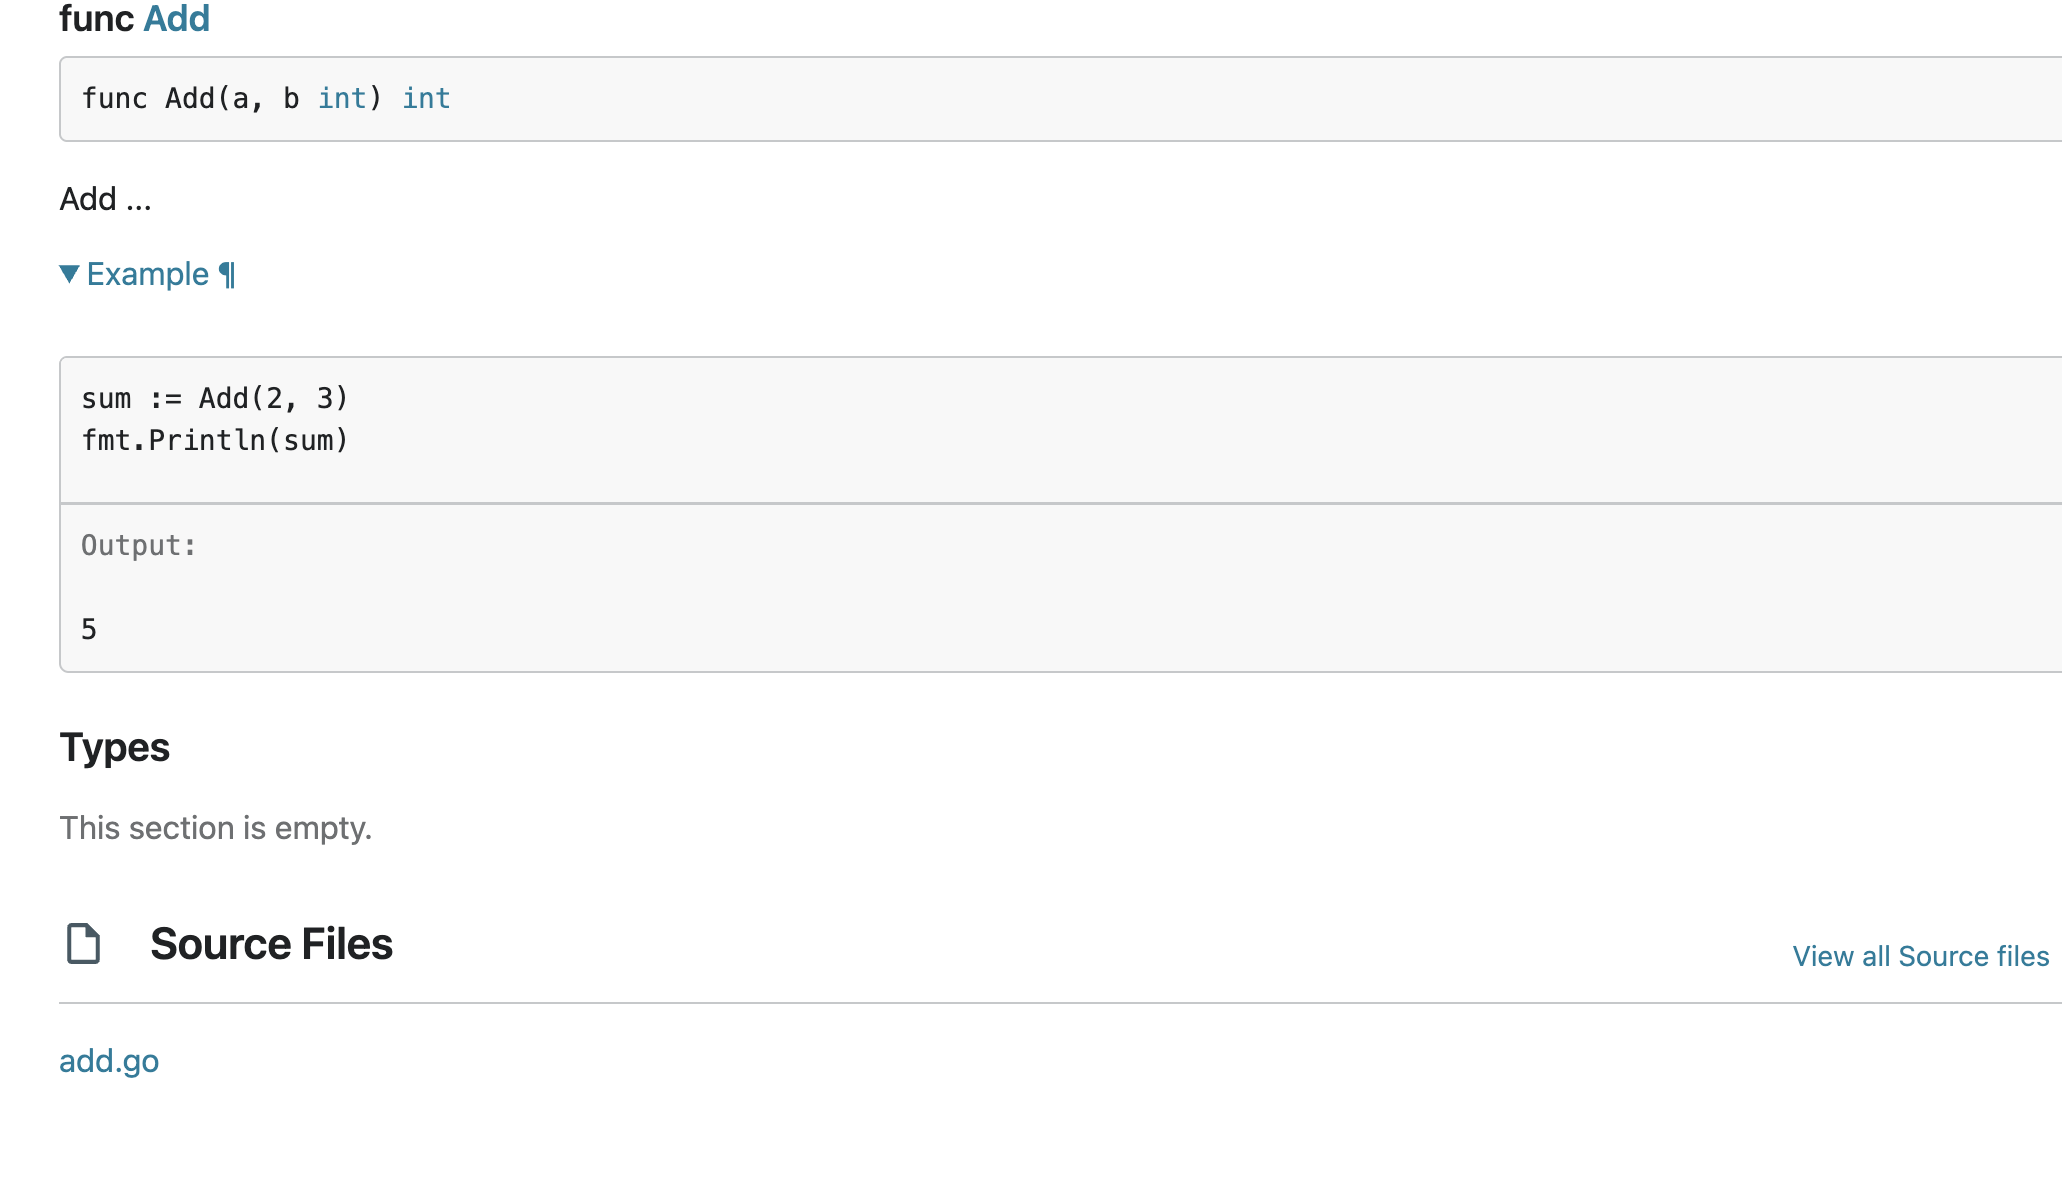 func Add
func Add(a, b int) int
Add ...
▼ Example ¶
sum := Add(2, 3)
fmt.Println(sum)
Output:
5
Types
This section is empty.
Source Files
View all Source files
add.go